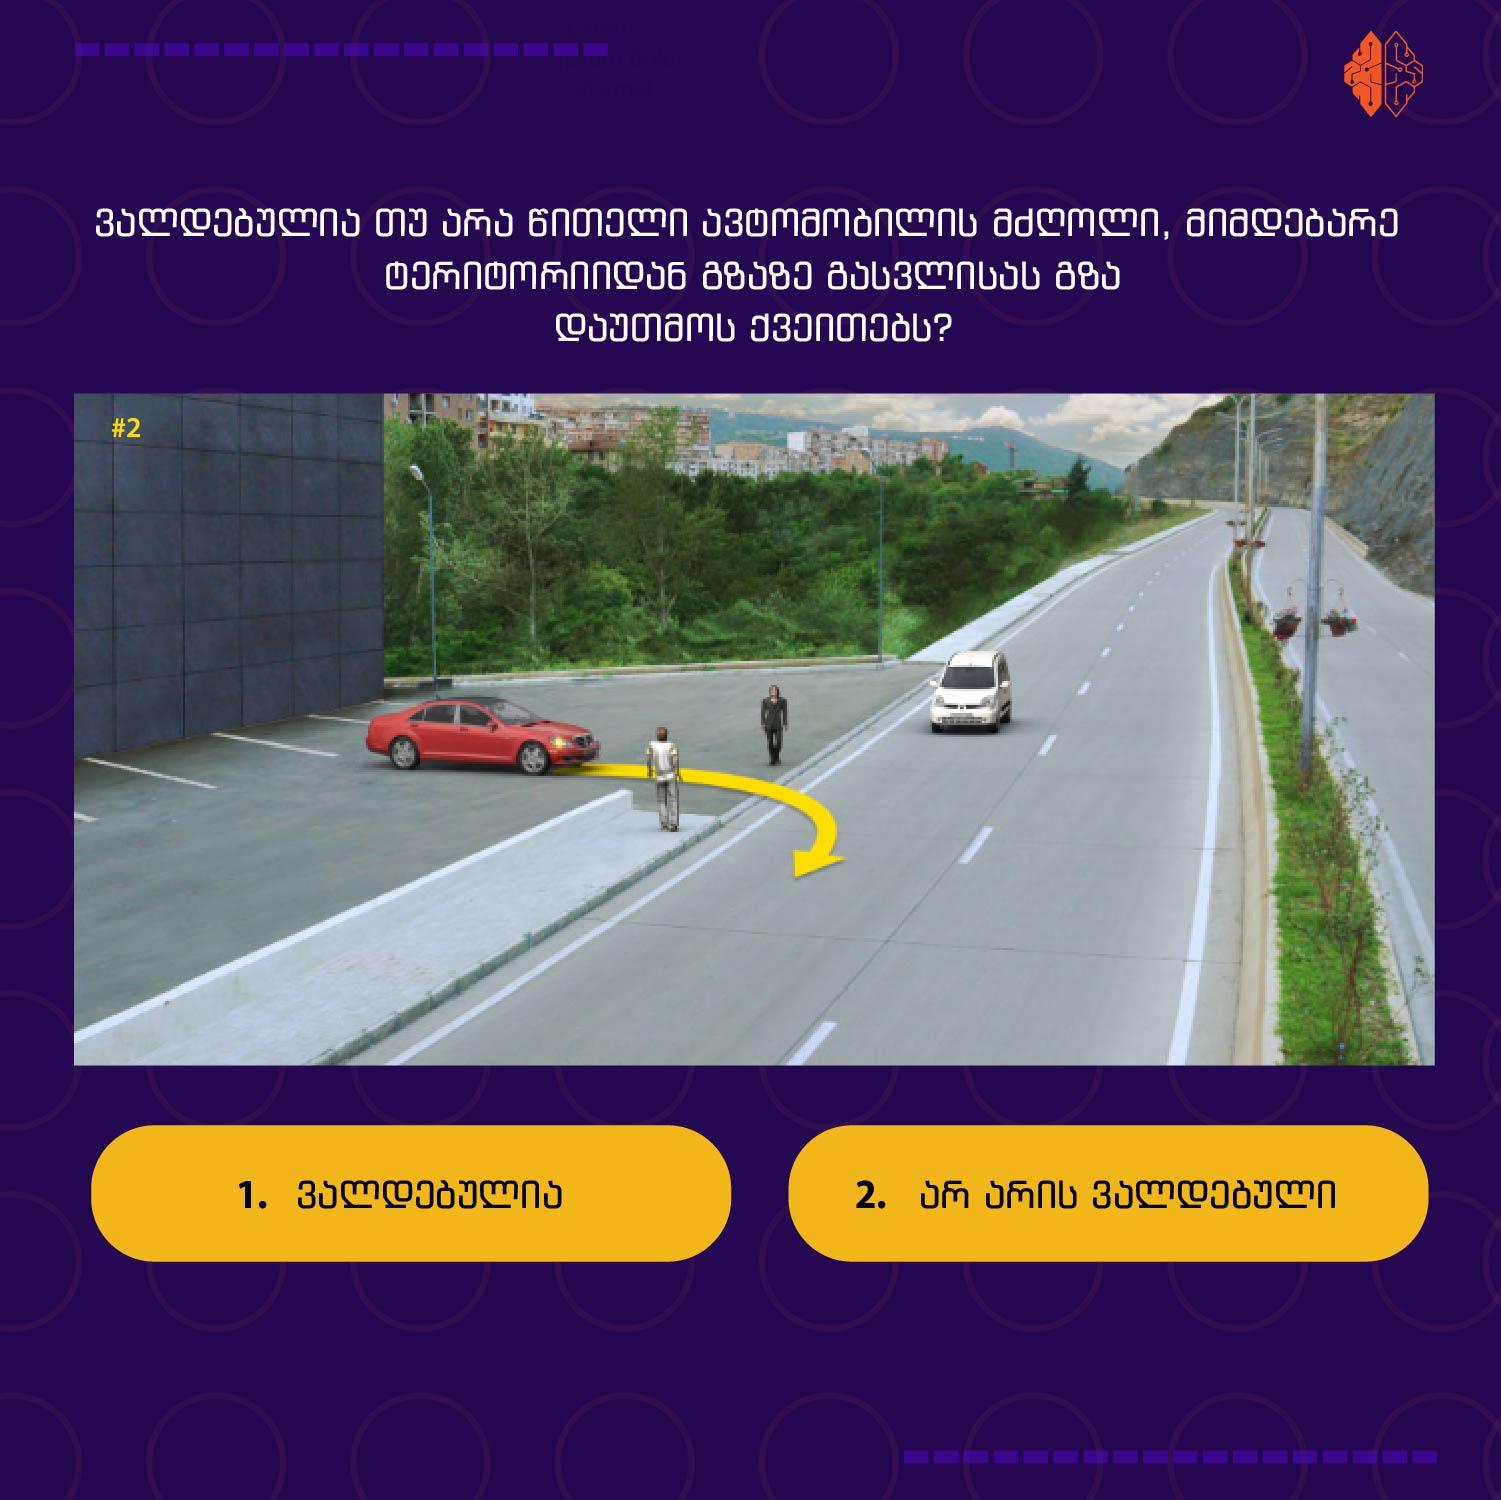 ვალდებულია თუ არა წითელი ავტომობილის მძღოლი, მიმდებარე
ტერიტორიიდან გზაზე გასვლისას გზა
დაუთმოს ქვეითებს?
#2
1. ვალდებულია
2. არ არის ვალდებული